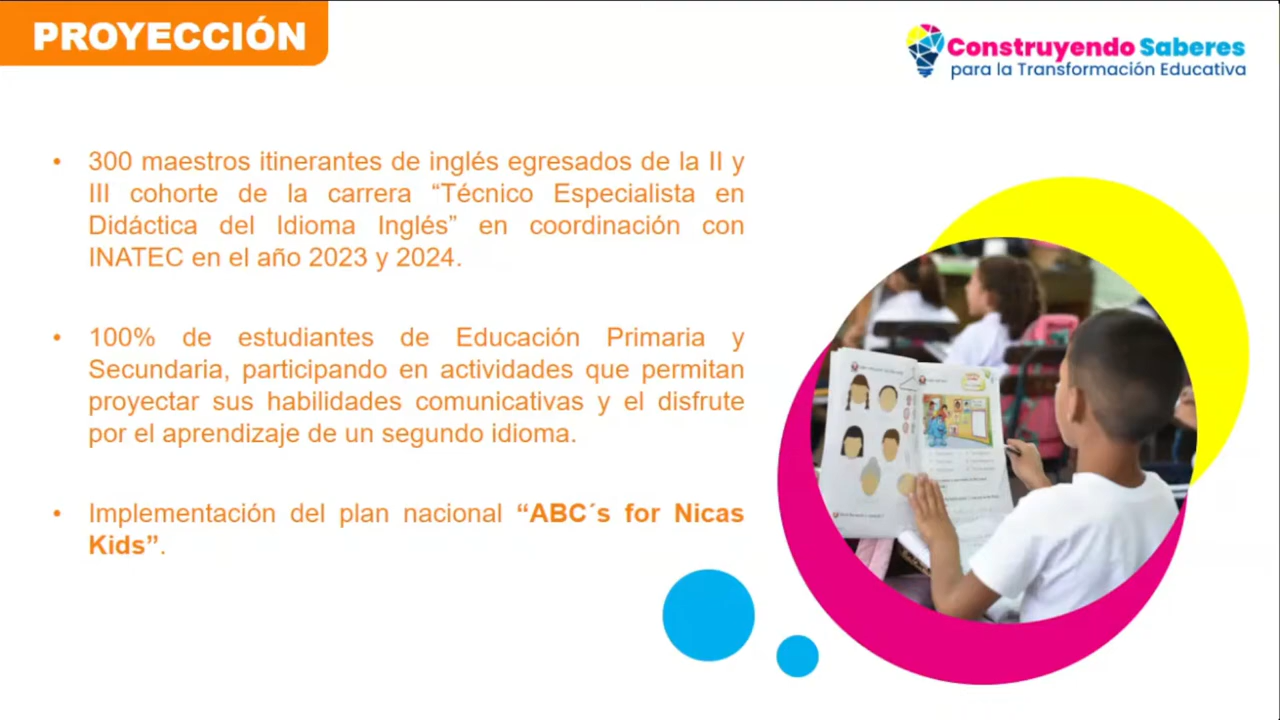 PROYECCIÓN
Construyendo Saberes
para la Transformación Educativa
• 300 maestros itinerantes de inglés egresados de la II y
III cohorte de la carrera “Técnico Especialista en
Didáctica del Idioma Inglés” en coordinación con
INATEC en el año 2023 y 2024.
• 100% de estudiantes de Educación Primaria y
Secundaria, participando en actividades que permitan
proyectar sus habilidades comunicativas y el disfrute
por el aprendizaje de un segundo idioma.
• Implementación del plan nacional “ABC´s for Nicas
Kids”.